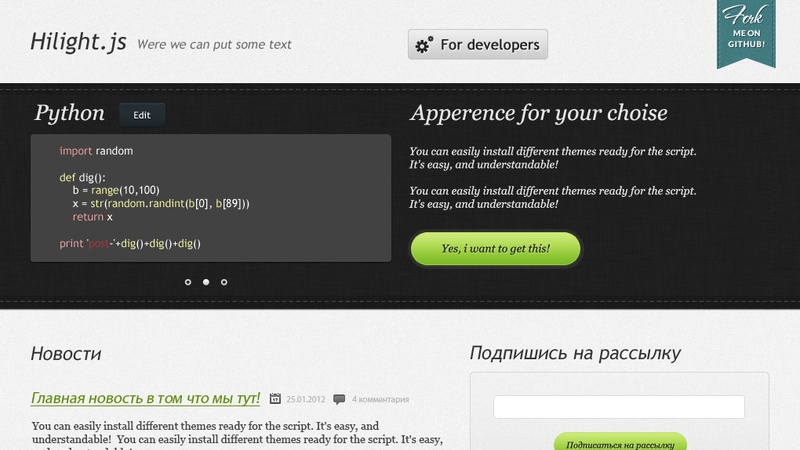 Hilight.js Were we can put some text
For developers
Fork
ME ON
GITHUB!
Python Edit
import random
def dig():
b = range(10,100)
x = str(random.randint(b[0], b[89]))
return x
print 'post-'+dig()+dig()+dig()
Apperence for your choise
You can easily install different themes ready for the script.
It's easy, and understandable!
You can easily install different themes ready for the script.
It's easy, and understandable!
Yes, i want to get this!
Новости
Главная новость в том что мы тут! 25.01.2012 4 комментария
You can easily install different themes ready for the script. It's easy, and
understandable! You can easily install different themes ready for the script. It's easy,
Подпишись на рассылку
Подписаться на рассылку